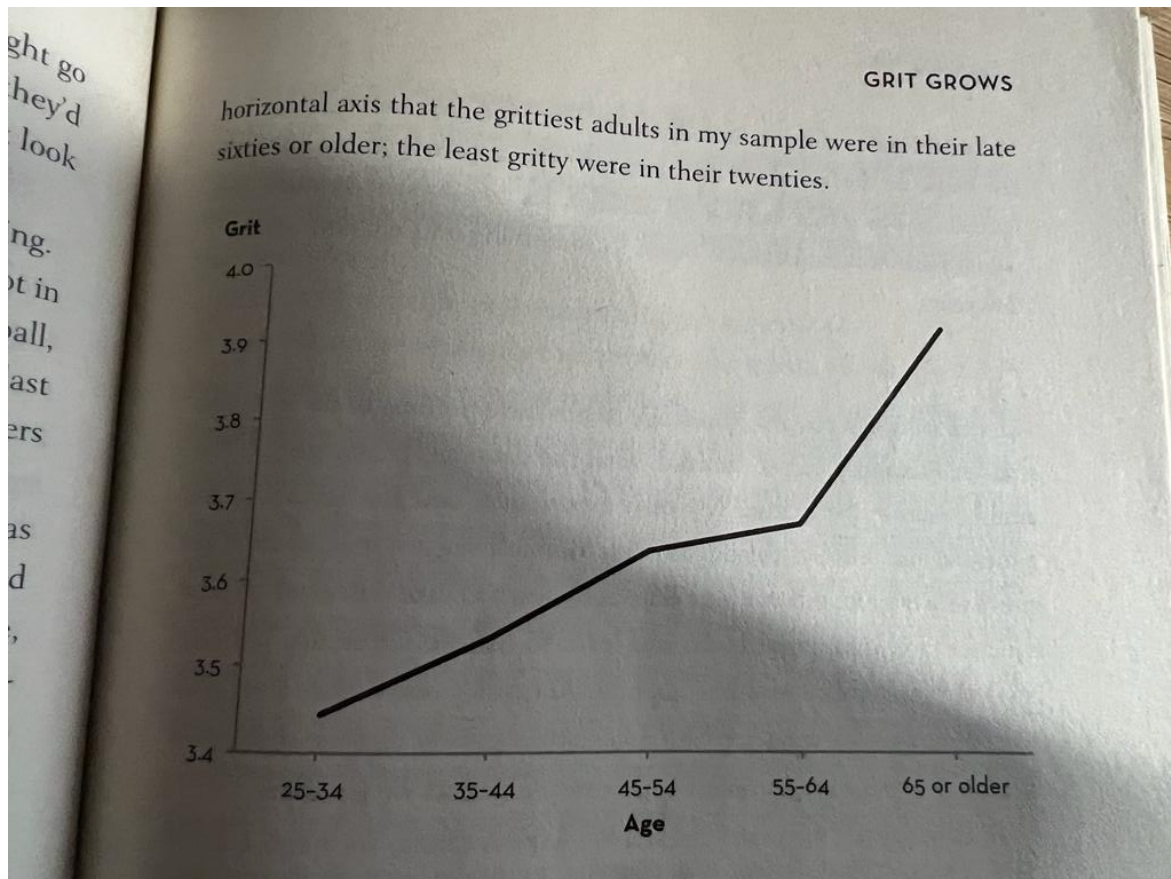 ght go
they'd
look
ng.
ot in
all,
ast
ers
as
d
GRIT GROWS
horizontal axis that the grittiest adults in my sample were in their late
sixties or older; the least gritty were in their twenties.
Grit
4.0
3.9
3.8
3.7
3.6
3.5
3.4
25–34 35–44 45–54 55–64 65 or older
Age